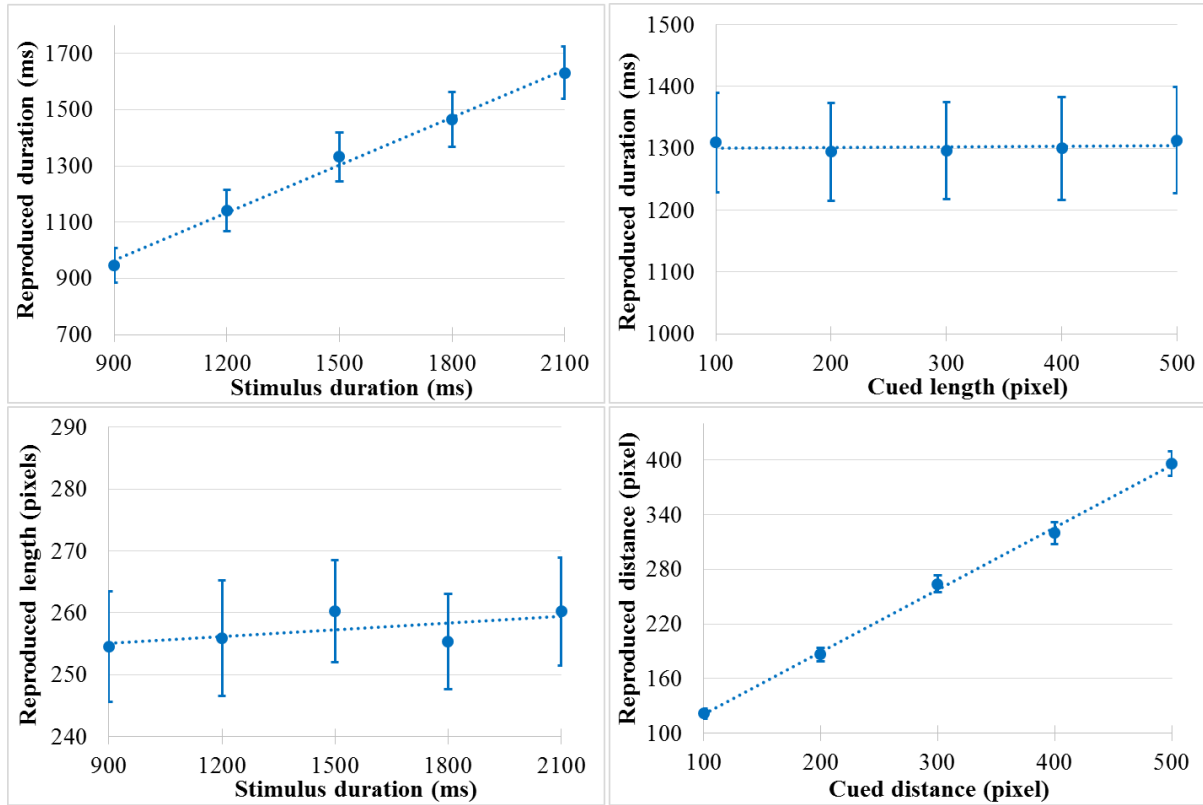 Reproduced duration (ms)
1700
1500
1300
1100
900
700
900 1200 1500 1800 2100
Stimulus duration (ms)
Reproduced duration (ms)
1500
1400
1300
1200
1100
1000
100 200 300 400 500
Cued length (pixel)
Reproduced length (pixels)
290
280
270
260
250
240
900 1200 1500 1800 2100
Stimulus duration (ms)
Reproduced distance (pixel)
400
340
280
220
160
100
100 200 300 400 500
Cued distance (pixel)